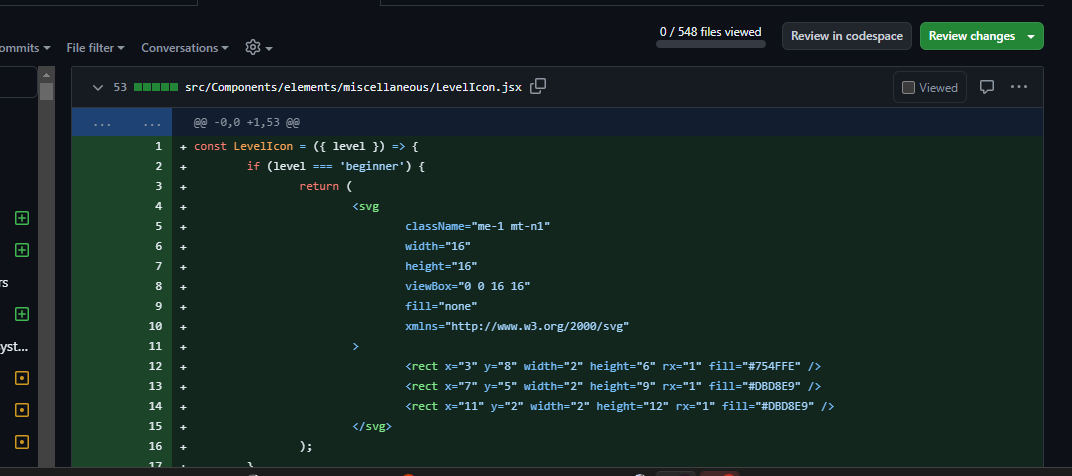 0 / 548 files viewed
ommits File filter Conversations Review in codespace Review changes
53 src/Components/elements/miscellaneous/LevelIcon.jsx Viewed
... ... @@ -0,0 +1,53 @@
1 + const LevelIcon = ({ level }) => {
2 + if (level === 'beginner') {
3 + return (
4 + <svg
5 + className="me-1 mt-n1"
6 + width="16"
7 + height="16"
8 + viewBox="0 0 16 16"
9 + fill="none"
10 + xmlns="http://www.w3.org/2000/svg"
11 + >
12 + <rect x="3" y="8" width="2" height="6" rx="1" fill="#754FFE" />
13 + <rect x="7" y="5" width="2" height="9" rx="1" fill="#DBD8E9" />
14 + <rect x="11" y="2" width="2" height="12" rx="1" fill="#DBD8E9" />
15 + </svg>
16 + );
17 + }
rs
yst...